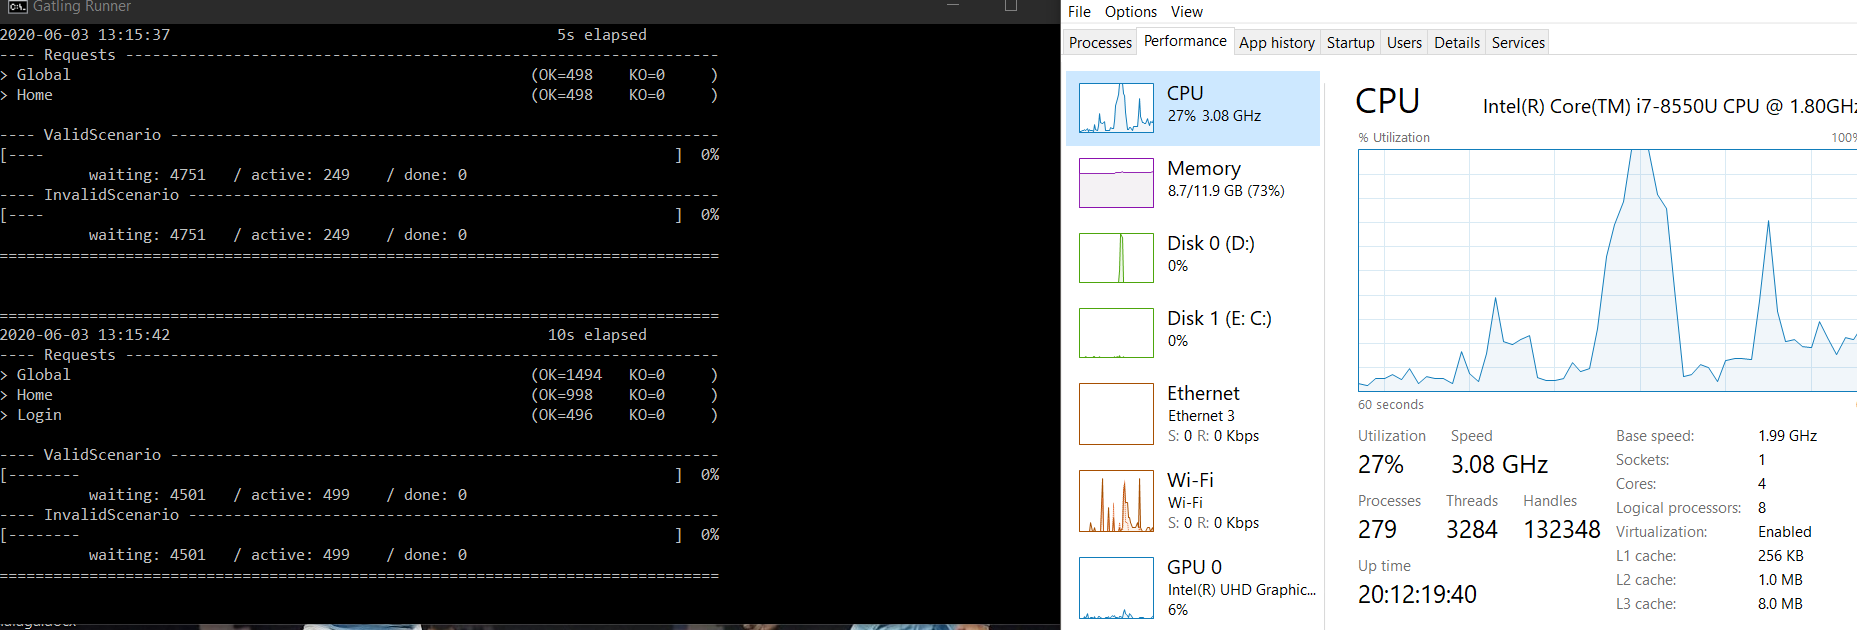 Gatling Runner
2020-06-03 13:15:37 5s elapsed
---- Requests ------------------------------------------------------------------
> Global (OK=498 KO=0 )
> Home (OK=498 KO=0 )
---- ValidScenario -------------------------------------------------------------
[---- ] 0%
waiting: 4751 / active: 249 / done: 0
---- InvalidScenario -----------------------------------------------------------
[---- ] 0%
waiting: 4751 / active: 249 / done: 0
================================================================================
================================================================================
2020-06-03 13:15:42 10s elapsed
---- Requests ------------------------------------------------------------------
> Global (OK=1494 KO=0 )
> Home (OK=998 KO=0 )
> Login (OK=496 KO=0 )
---- ValidScenario -------------------------------------------------------------
[-------- ] 0%
waiting: 4501 / active: 499 / done: 0
---- InvalidScenario -----------------------------------------------------------
[-------- ] 0%
waiting: 4501 / active: 499 / done: 0
================================================================================
File Options View
Processes Performance App history Startup Users Details Services
CPU
27% 3.08 GHz
Memory
8.7/11.9 GB (73%)
Disk 0 (D:)
0%
Disk 1 (E: C:)
0%
Ethernet
Ethernet 3
S: 0 R: 0 Kbps
Wi-Fi
Wi-Fi
S: 0 R: 0 Kbps
GPU 0
Intel(R) UHD Graphic...
6%
CPU Intel(R) Core(TM) i7-8550U CPU @ 1.80GHz
% Utilization 100%
60 seconds
Utilization Speed
27% 3.08 GHz
Processes Threads Handles
279 3284 132348
Up time
20:12:19:40
Base speed: 1.99 GHz
Sockets: 1
Cores: 4
Logical processors: 8
Virtualization: Enabled
L1 cache: 256 KB
L2 cache: 1.0 MB
L3 cache: 8.0 MB